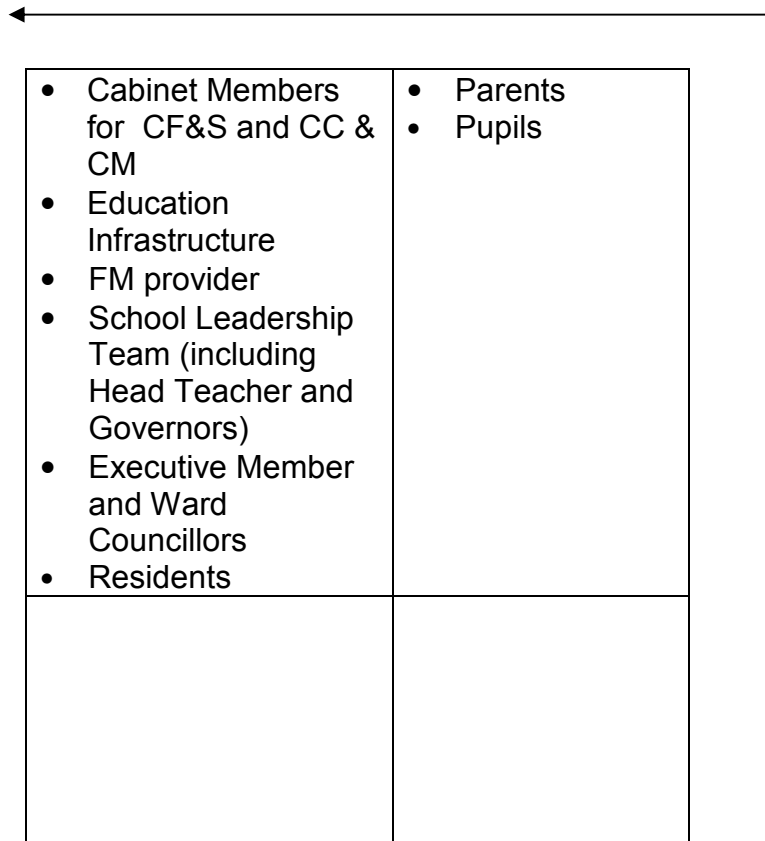 • Cabinet Members
for CF&S and CC &
CM
• Education
Infrastructure
• FM provider
• School Leadership
Team (including
Head Teacher and
Governors)
• Executive Member
and Ward
Councillors
• Residents
• Parents
• Pupils